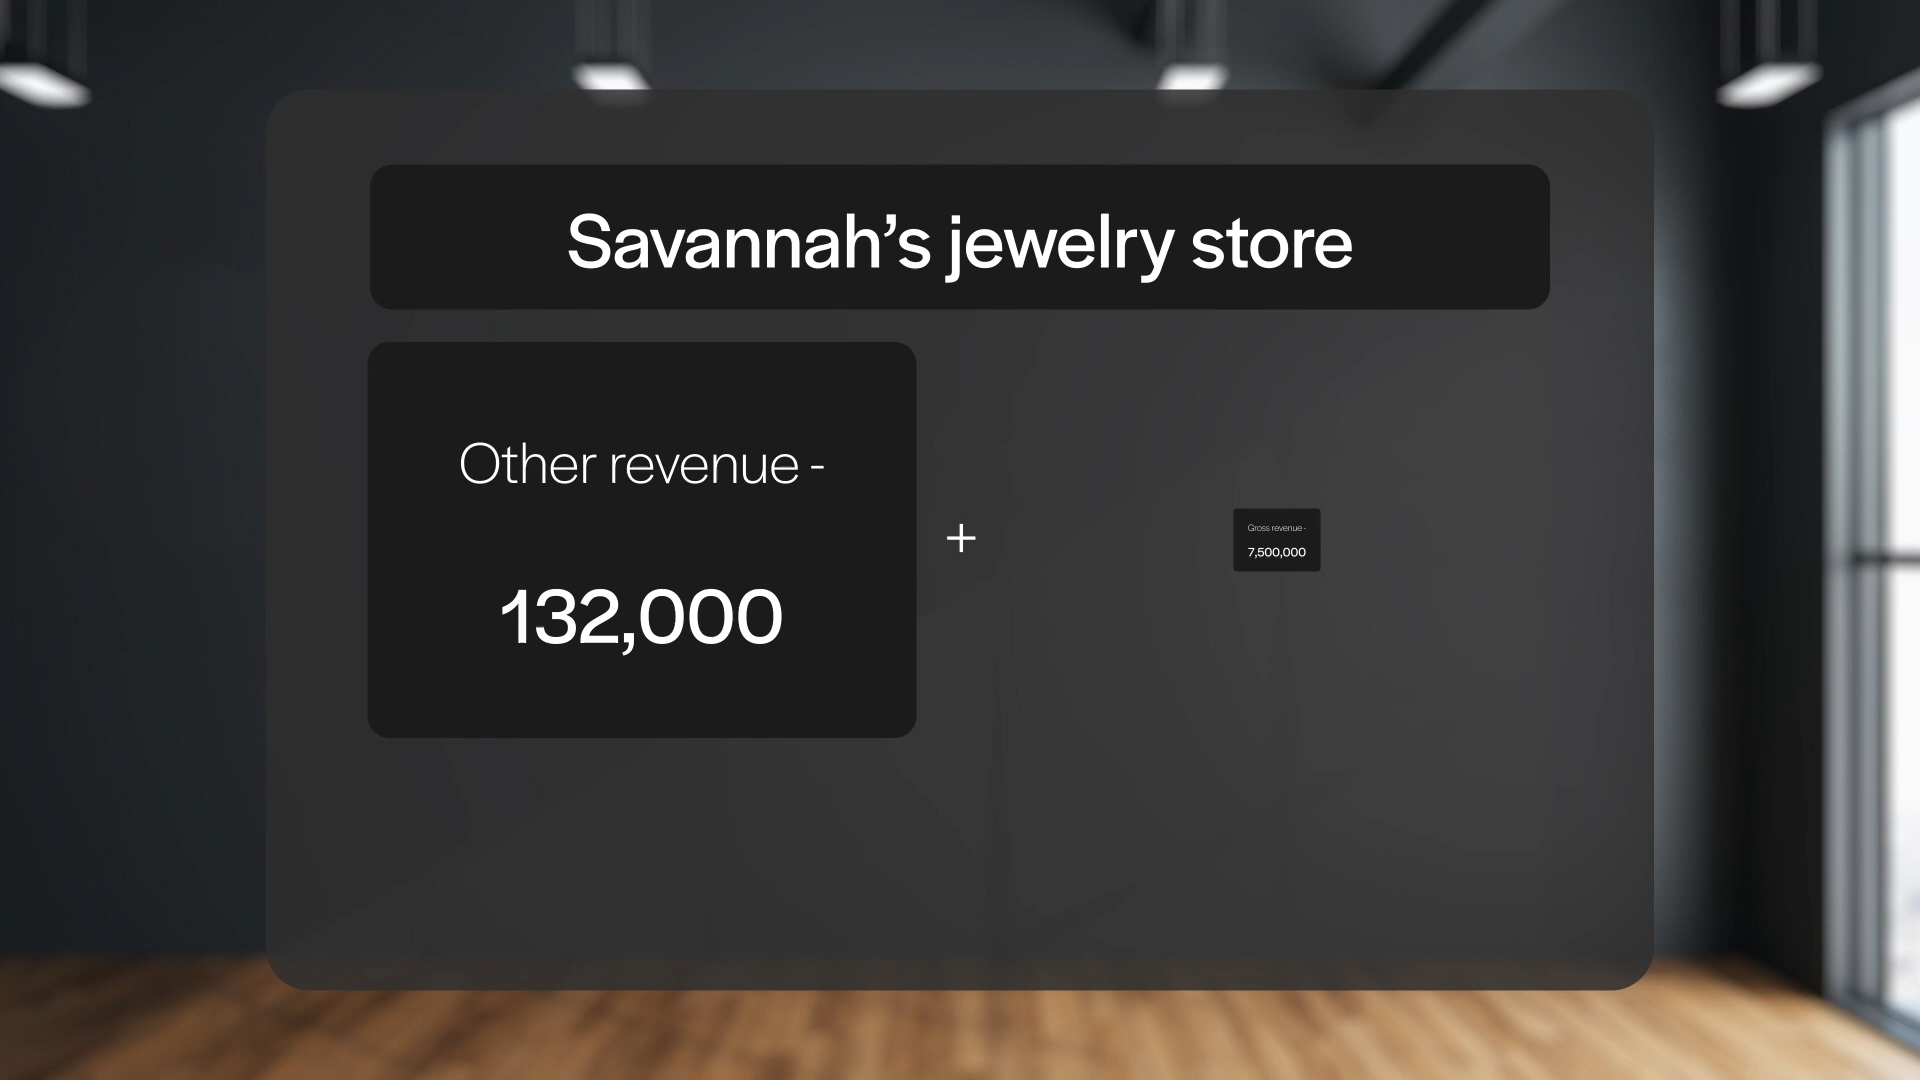 Savannah’s jewelry store
Other revenue -
132,000
+
Gross revenue -
7,500,000